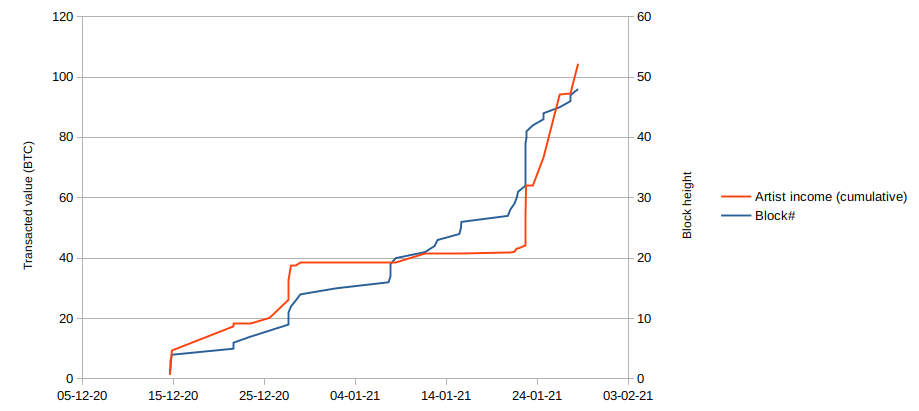 120
100
80
60
40
20
0
Transacted value (BTC)
60
50
40
30
20
10
0
Block height
05-12-20 15-12-20 25-12-20 04-01-21 14-01-21 24-01-21 03-02-21
Artist income (cumulative)
Block#